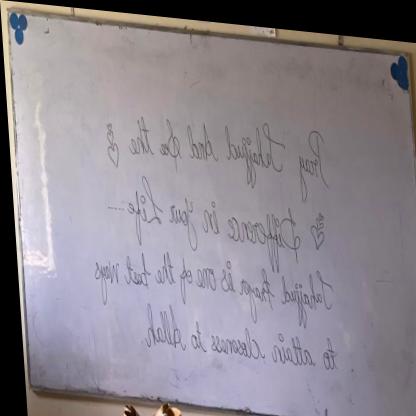 Pray Tahajjud And See the
Difference in Your Life....
Tahajjud Prayer is one of the best ways
to attain closeness to Allah.